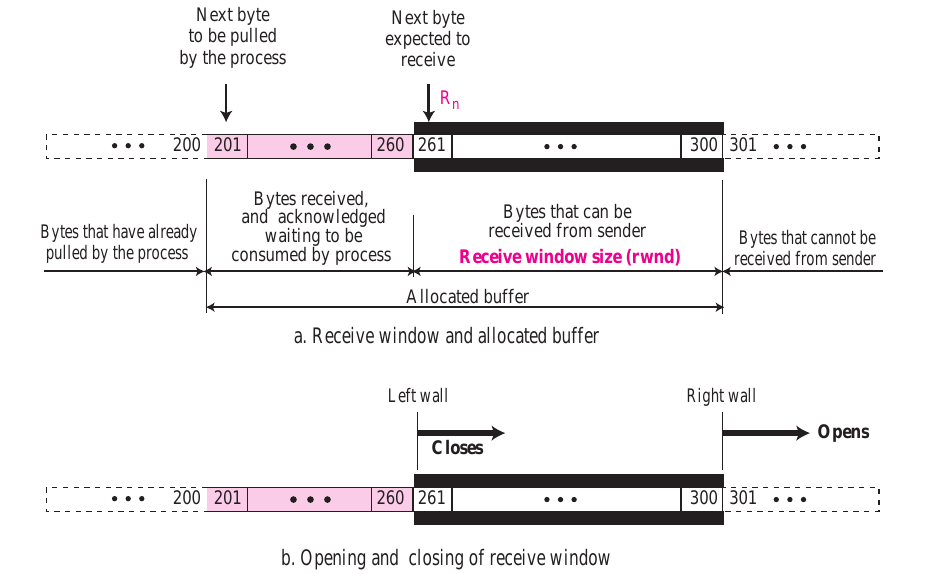 Next byte
to be pulled
by the process
Next byte
expected to
receive
Rn
••• 200 201 ••• 260 261 ••• 300 301 •••
Bytes that have already
pulled by the process
Bytes received,
and acknowledged
waiting to be
consumed by process
Bytes that can be
received from sender
Receive window size (rwnd)
Bytes that cannot be
received from sender
Allocated buffer
a. Receive window and allocated buffer
Left wall
Right wall
Closes
Opens
••• 200 201 ••• 260 261 ••• 300 301 •••
b. Opening and closing of receive window